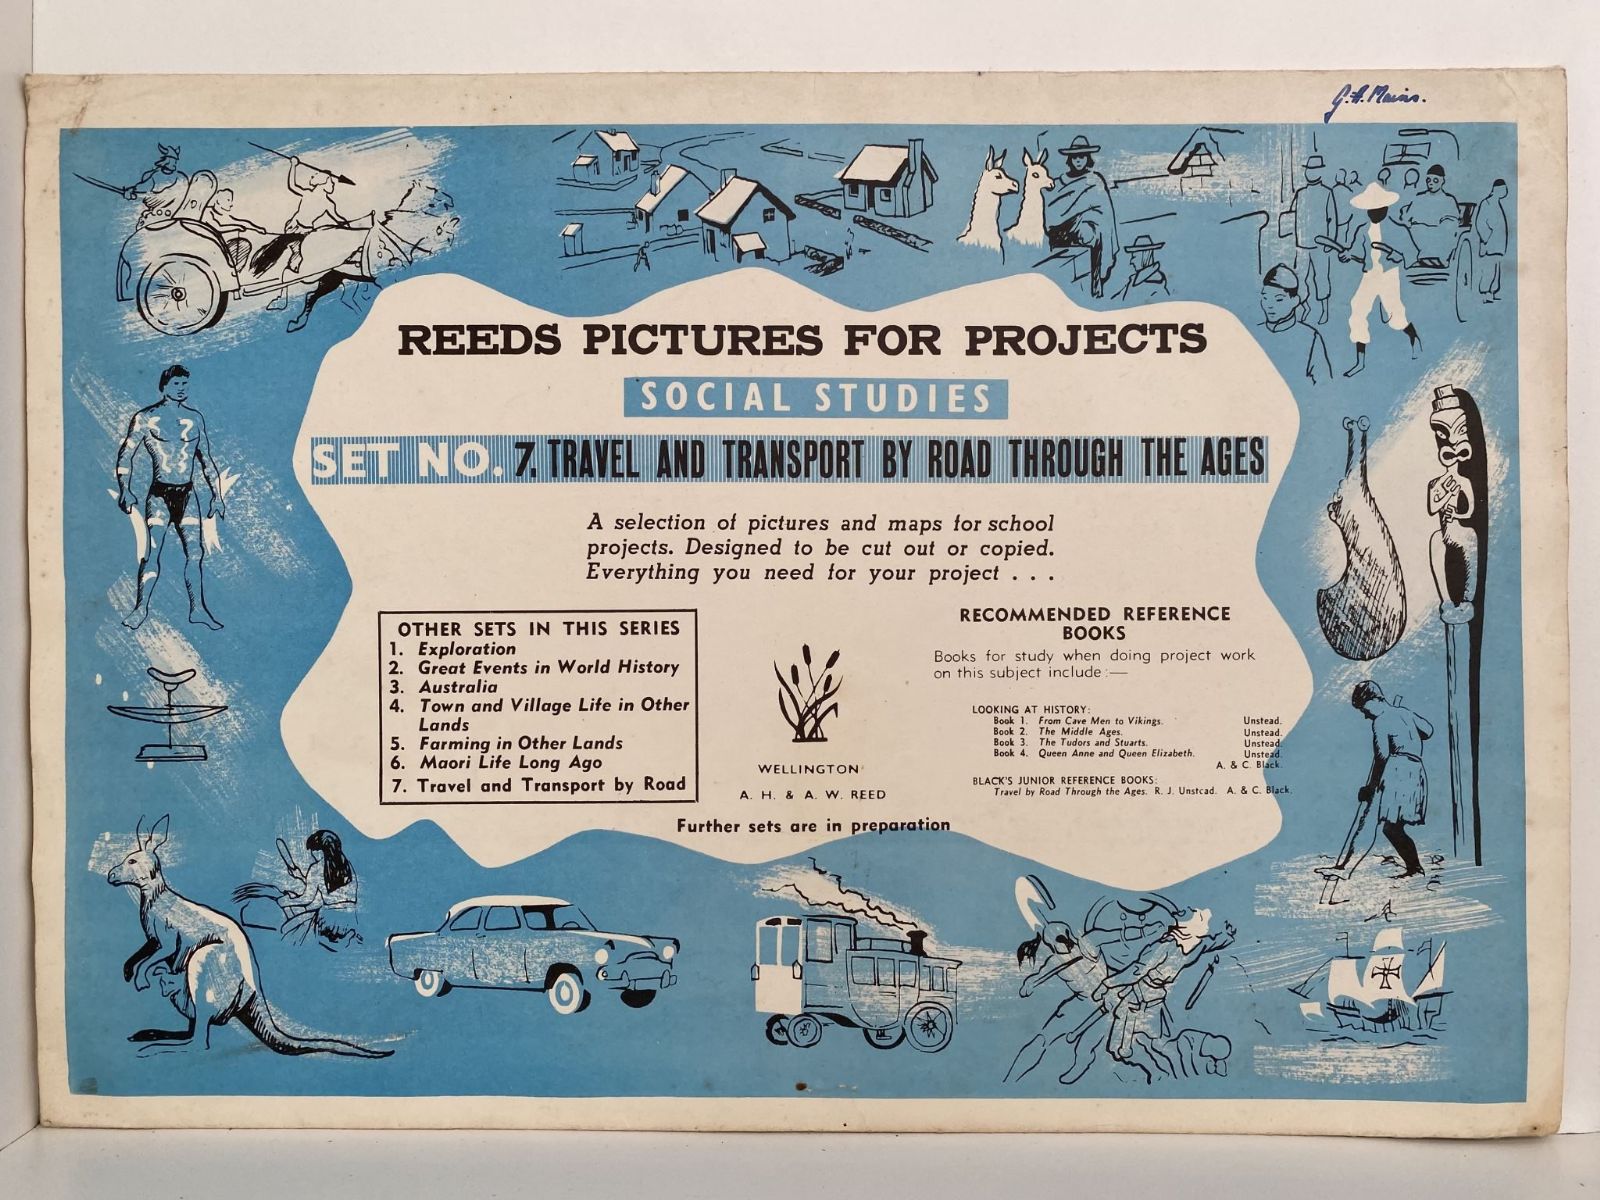 G.A. Mains.
REEDS PICTURES FOR PROJECTS
SOCIAL STUDIES
SET NO. 7. TRAVEL AND TRANSPORT BY ROAD THROUGH THE AGES
A selection of pictures and maps for school
projects. Designed to be cut out or copied.
Everything you need for your project . . .
OTHER SETS IN THIS SERIES
1. Exploration
2. Great Events in World History
3. Australia
4. Town and Village Life in Other
Lands
5. Farming in Other Lands
6. Maori Life Long Ago
7. Travel and Transport by Road
WELLINGTON
A. H. & A. W. REED
Further sets are in preparation
RECOMMENDED REFERENCE
BOOKS
Books for study when doing project work
on this subject include :—
LOOKING AT HISTORY:
Book 1. From Cave Men to Vikings. Unstead.
Book 2. The Middle Ages. Unstead.
Book 3. The Tudors and Stuarts. Unstead.
Book 4. Queen Anne and Queen Elizabeth. Unstead.
A. & C. Black.
BLACK'S JUNIOR REFERENCE BOOKS:
Travel by Road Through the Ages. R. J. Unstead. A. & C. Black.